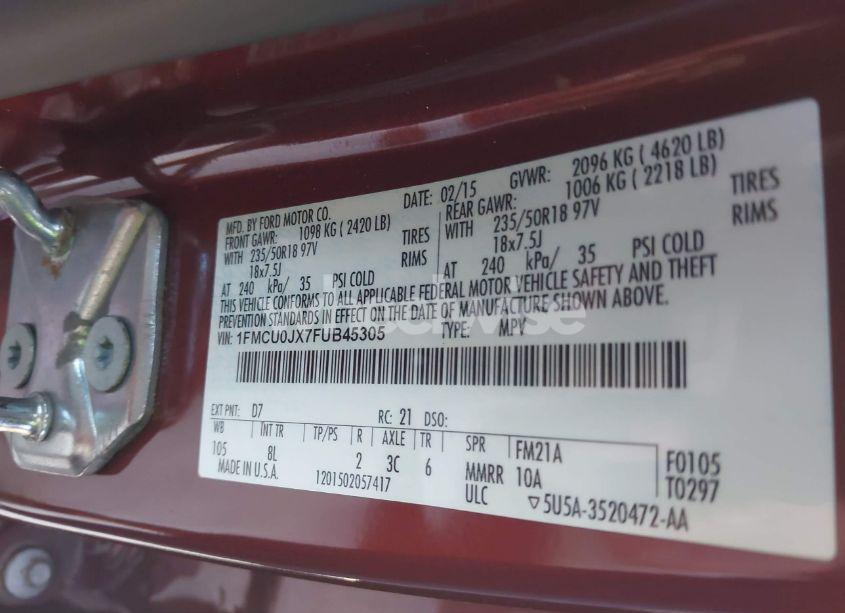 MFD. BY FORD MOTOR CO. DATE: 02/15 GVWR: 2096 KG ( 4620 LB)
FRONT GAWR: 1098 KG ( 2420 LB) REAR GAWR: 1006 KG ( 2218 LB)
WITH 235/50R18 97V TIRES WITH 235/50R18 97V TIRES
18x7.5J RIMS 18x7.5J RIMS
AT 240 kPa/ 35 PSI COLD AT 240 kPa/ 35 PSI COLD
THIS VEHICLE CONFORMS TO ALL APPLICABLE FEDERAL MOTOR VEHICLE SAFETY AND THEFT
PREVENTION STANDARDS IN EFFECT ON THE DATE OF MANUFACTURE SHOWN ABOVE.
VIN: 1FMCU0JX7FUB45305 TYPE: MPV
EXT PNT: D7 RC: 21 DSO:
WB INT TR TP/PS R AXLE TR SPR FM21A F0105
105 8L 2 3C 6 MMRR 10A T0297
MADE IN U.S.A. 1201502057417 ULC ▽5U5A-3520472-AA